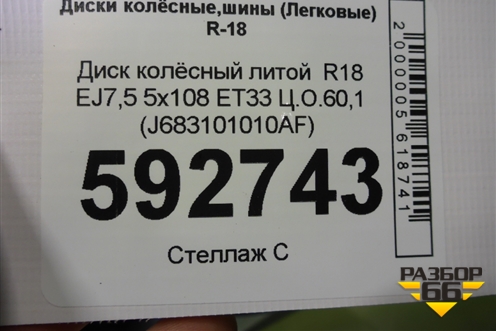 Диски колёсные,шины (Легковые)
R-18
Диск колёсный литой R18
EJ7,5 5x108 ET33 Ц.О.60,1
(J683101010AF)
592743
Стеллаж С
2000005618741
РАЗБОР
66